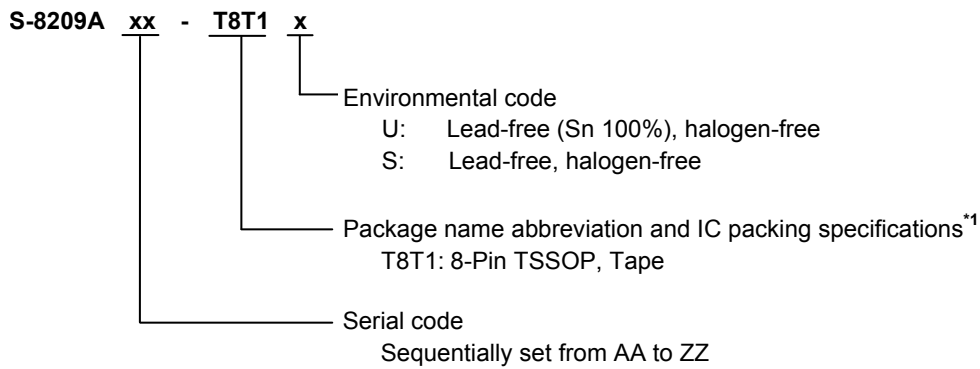 S-8209A xx - T8T1 x
Environmental code
U: Lead-free (Sn 100%), halogen-free
S: Lead-free, halogen-free
Package name abbreviation and IC packing specifications*1
T8T1: 8-Pin TSSOP, Tape
Serial code
Sequentially set from AA to ZZ